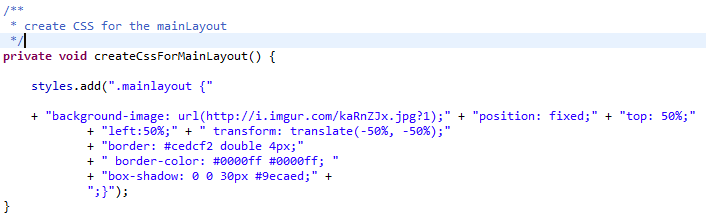 /**
 * create CSS for the mainLayout
 */
private void createCssForMainLayout() {
styles.add(".mainlayout {"
+ "background-image: url(http://i.imgur.com/kaRnZJx.jpg?1);" + "position: fixed;" + "top: 50%;"
+ "left:50%;" + " transform: translate(-50%, -50%);"
+ "border: #cedcf2 double 4px;"
+ " border-color: #0000ff #0000ff; "
+ "box-shadow: 0 0 30px #9ecaed;" +
";}");
}